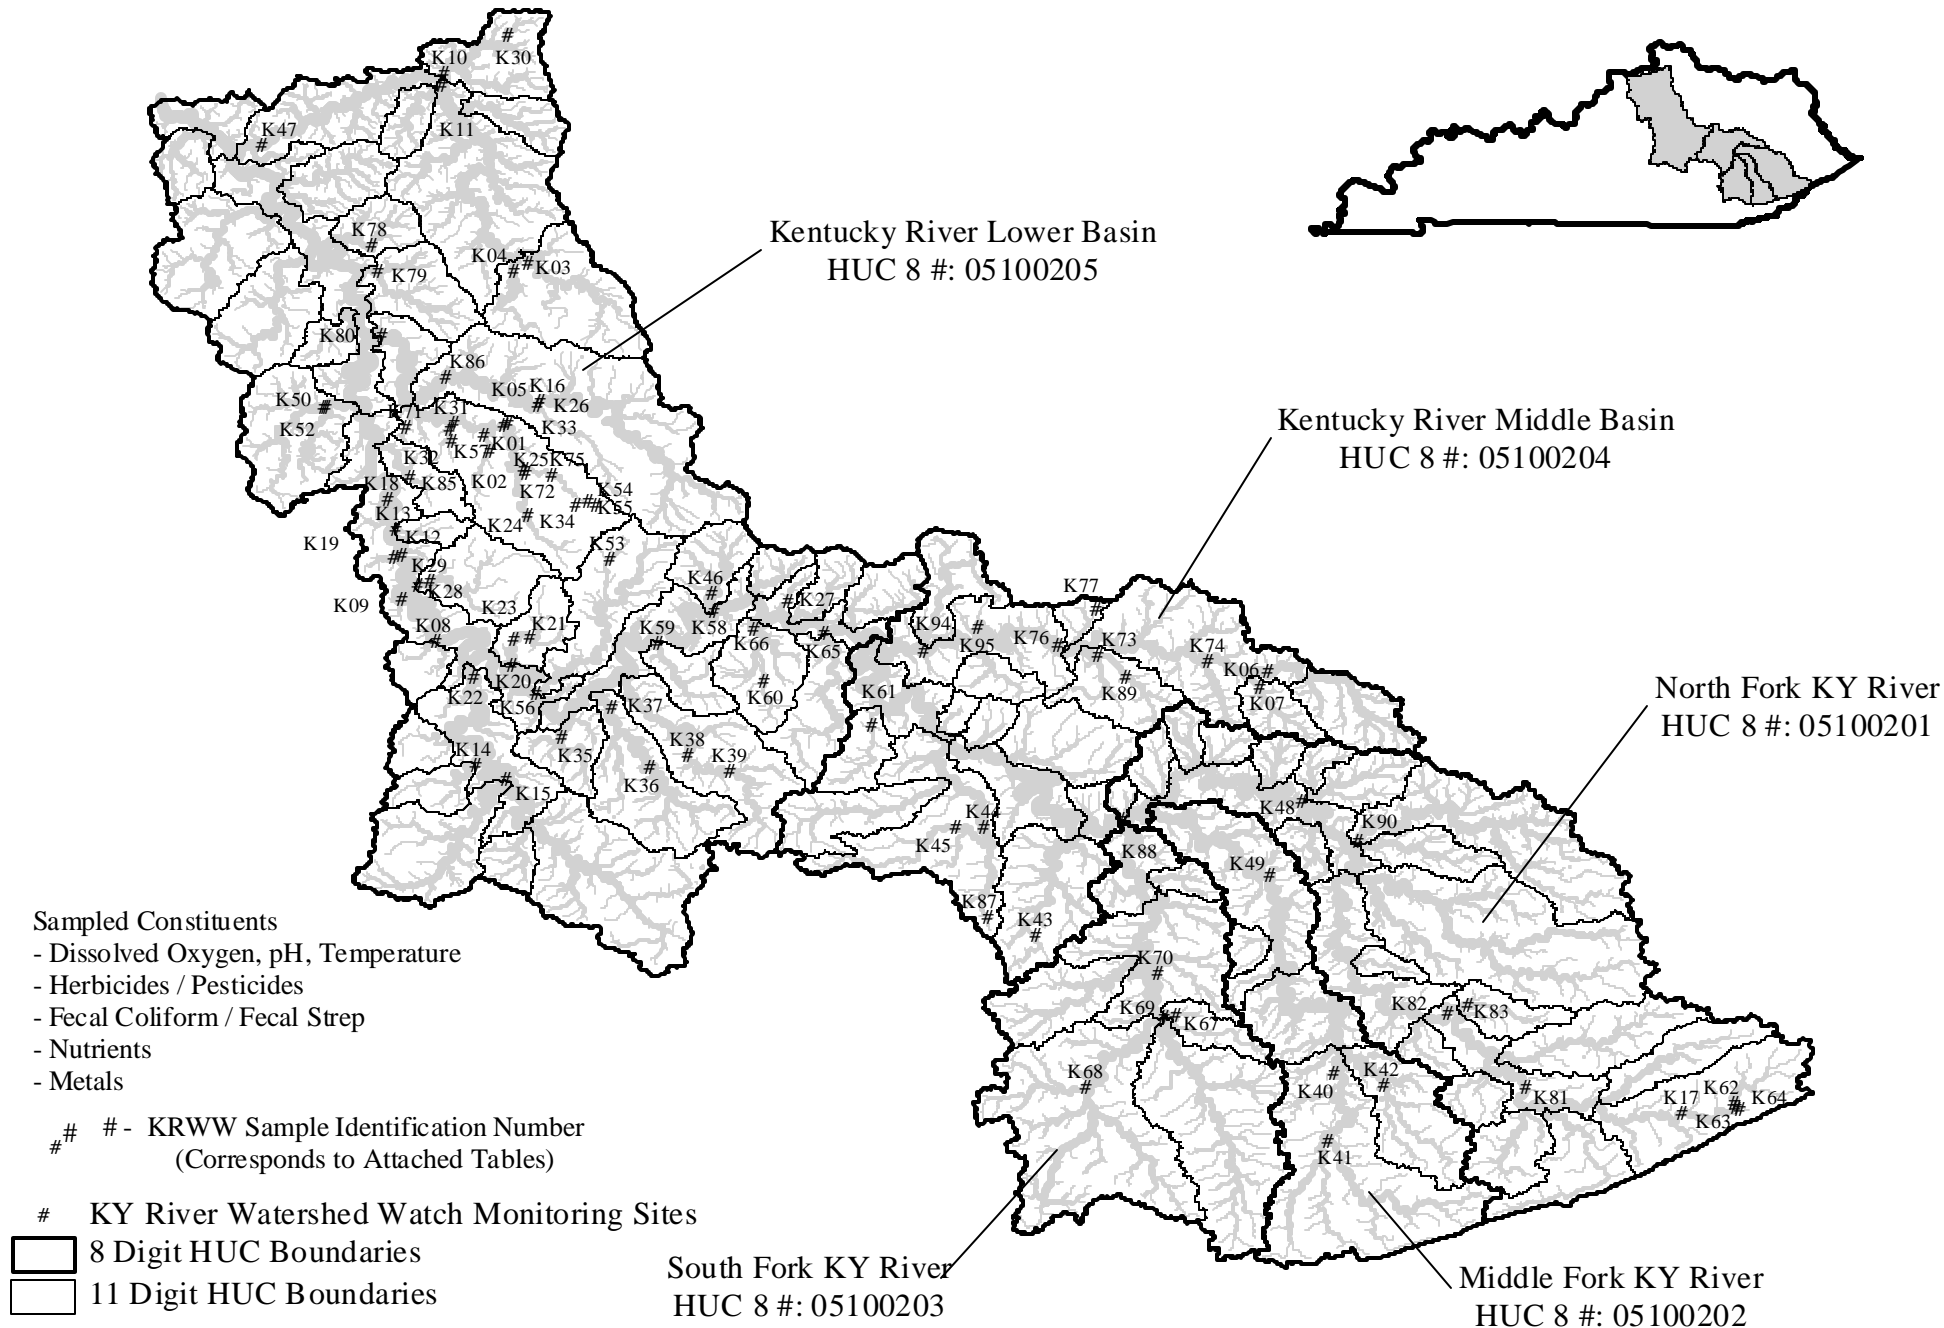 K30
K10
K11
K47
K78
K79
K04
K03
Kentucky River Lower Basin
HUC 8 #: 05100205
K80
K86
K05
K16
K26
K50
K52
K71
K31
K33
K57
K01
K32
K25
K75
K18
K85
K02
K72
K54
K55
K13
K24
K34
K19
K12
K53
K29
K28
K09
K46
K27
K23
K21
K08
K59
K58
K66
K65
K22
K20
K56
K60
K37
K14
K35
K38
K39
K36
K15
Kentucky River Middle Basin
HUC 8 #: 05100204
K77
K94
K95
K76
K73
K74
K06
K07
K89
K61
K44
K45
K87
K43
North Fork KY River
HUC 8 #: 05100201
K48
K90
K88
K49
K70
K69
K67
K82
K83
K68
K40
K42
K41
K81
K17
K62
K64
K63
Sampled Constituents
- Dissolved Oxygen, pH, Temperature
- Herbicides / Pesticides
- Fecal Coliform / Fecal Strep
- Nutrients
- Metals
# # # - KRWW Sample Identification Number
(Corresponds to Attached Tables)
# KY River Watershed Watch Monitoring Sites
8 Digit HUC Boundaries
11 Digit HUC Boundaries
South Fork KY River
HUC 8 #: 05100203
Middle Fork KY River
HUC 8 #: 05100202